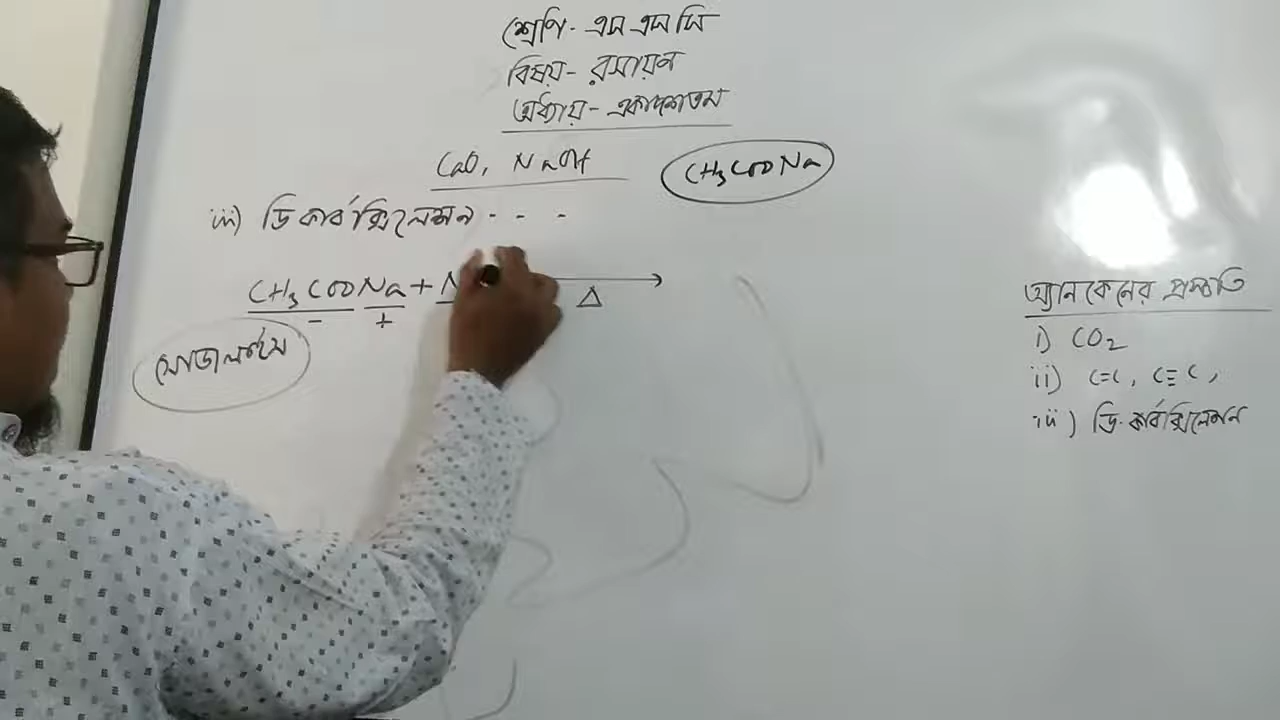 শ্রেণি - এস এস সি
বিষয় - রসায়ন
অধ্যায় - একাদশতম
CaO, NaOH
CH₃COONa
iii) ডি কার্বক্সিলেশন - - -
CH₃COONa + N
- +
Δ
সোডালাইম
অ্যালকেনের প্রস্তুতি
i) CO₂
ii) C=C, C≡C,
iii) ডি-কার্বক্সিলেশন